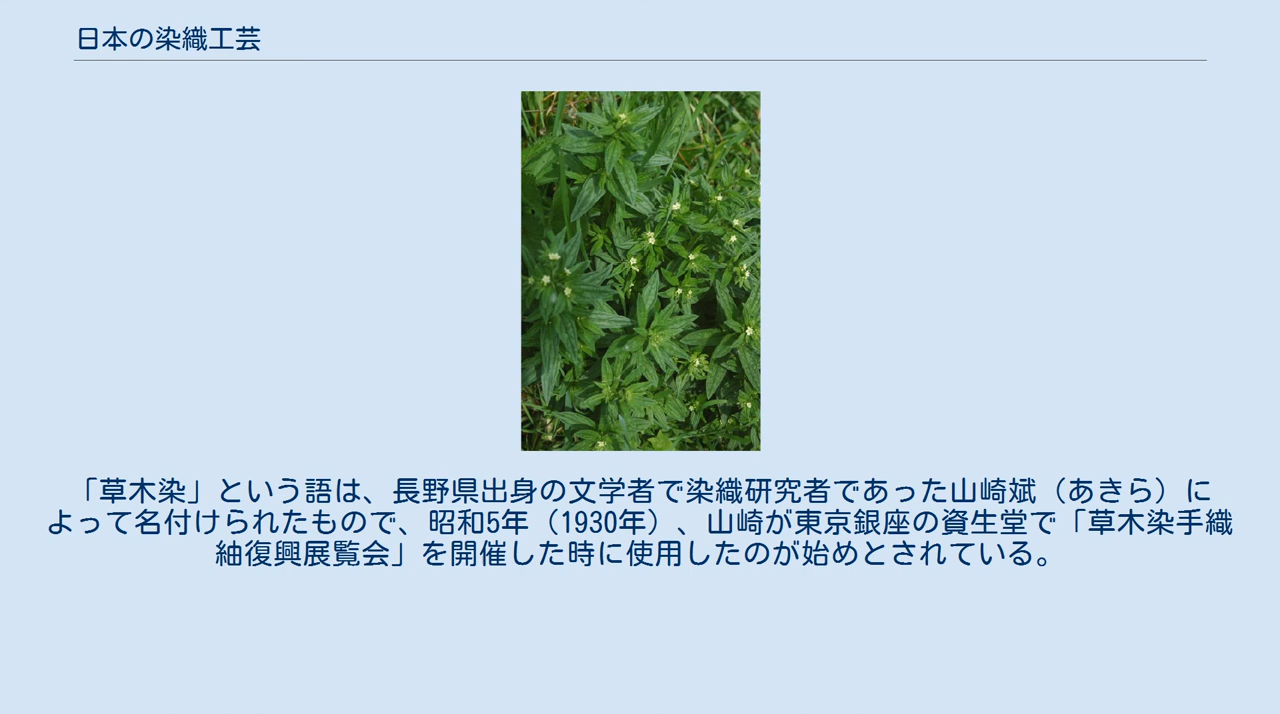 日本の染織工芸
「草木染」という語は、長野県出身の文学者で染織研究者であった山崎斌（あきら）に
よって名付けられたもので、昭和5年（1930年）、山崎が東京銀座の資生堂で「草木染手織
紬復興展覧会」を開催した時に使用したのが始めとされている。